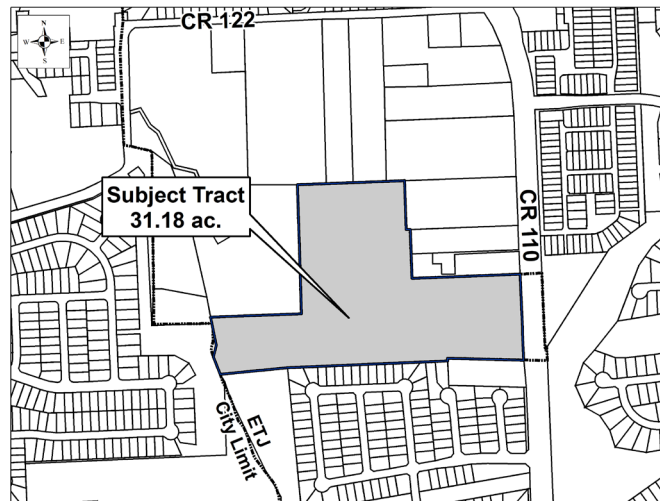 CR 122
N
W E
S
Subject Tract
31.18 ac.
CR 110
ETJ
City Limit